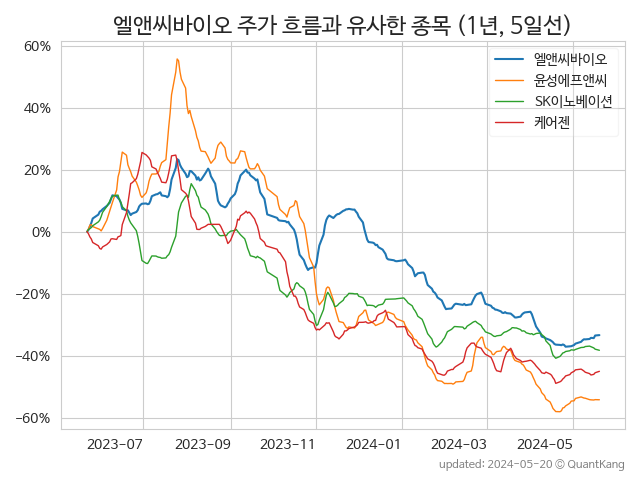 엘앤씨바이오 주가 흐름과 유사한 종목 (1년, 5일선)
엘앤씨바이오
윤성에프앤씨
SK이노베이션
케어젠
60%
40%
20%
0%
−20%
−40%
−60%
2023-07
2023-09
2023-11
2024-01
2024-03
2024-05
updated: 2024-05-20 © QuantKang